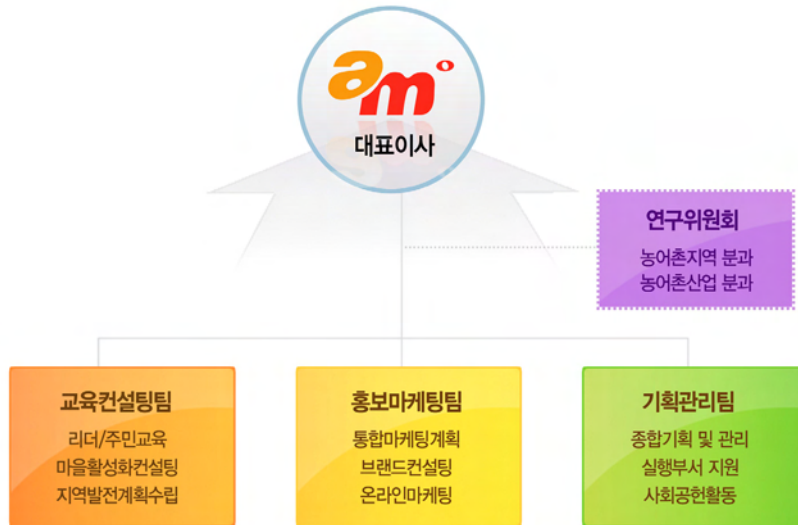 am
대표이사
연구위원회
농어촌지역 분과
농어촌산업 분과
교육컨설팅팀
리더/주민교육
마을활성화컨설팅
지역발전계획수립
홍보마케팅팀
통합마케팅계획
브랜드컨설팅
온라인마케팅
기획관리팀
종합기획 및 관리
실행부서 지원
사회공헌활동